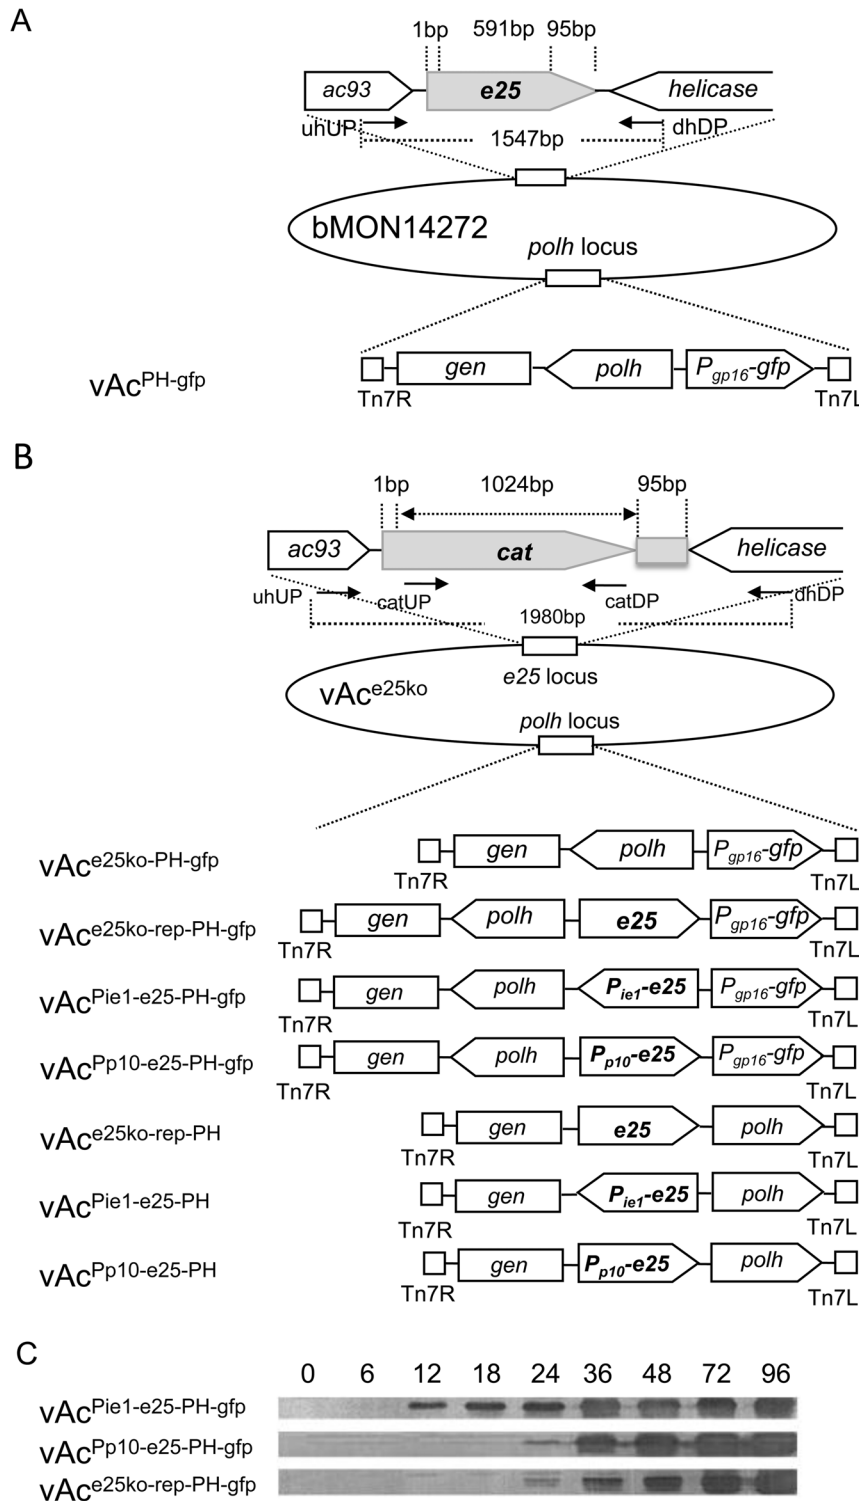 A
1bp 591bp 95bp
ac93 e25 helicase
uhUP dhDP
1547bp
bMON14272
polh locus
vAcPH-gfp gen polh Pgp16-gfp
Tn7R Tn7L
B
1bp 1024bp 95bp
ac93 cat helicase
uhUP catUP catDP dhDP
1980bp
e25 locus
vAce25ko
polh locus
vAce25ko-PH-gfp gen polh Pgp16-gfp
Tn7R Tn7L
vAce25ko-rep-PH-gfp gen polh e25 Pgp16-gfp
Tn7R Tn7L
vAcPie1-e25-PH-gfp gen polh Pie1-e25 Pgp16-gfp
Tn7R Tn7L
vAcPp10-e25-PH-gfp gen polh Pp10-e25 Pgp16-gfp
Tn7R Tn7L
vAce25ko-rep-PH gen e25 polh
Tn7R Tn7L
vAcPie1-e25-PH gen Pie1-e25 polh
Tn7R Tn7L
vAcPp10-e25-PH gen Pp10-e25 polh
Tn7R Tn7L
C
0 6 12 18 24 36 48 72 96
vAcPie1-e25-PH-gfp
vAcPp10-e25-PH-gfp
vAce25ko-rep-PH-gfp